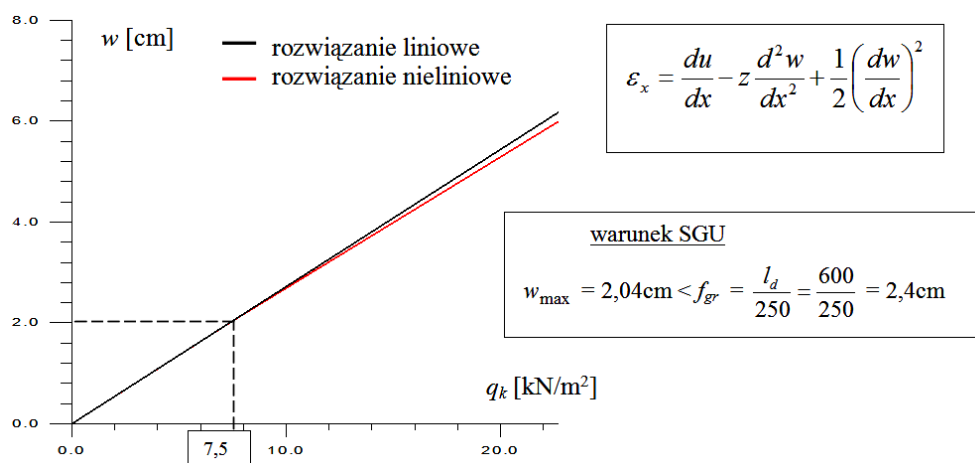 8.0
w [cm]
rozwiązanie liniowe
rozwiązanie nieliniowe
6.0
4.0
2.0
0.0
q_k [kN/m²]
0.0
7,5
10.0
20.0
ε_x = du/dx − z d²w/dx² + 1/2 (dw/dx)²
warunek SGU
w_max = 2,04cm < f_gr = l_d/250 = 600/250 = 2,4cm